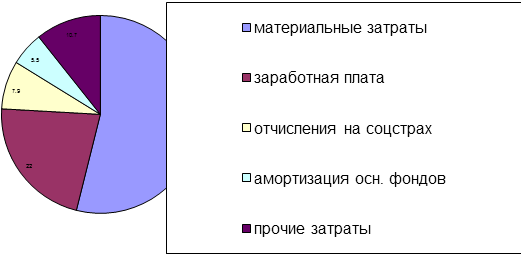 материальные затраты
заработная плата
отчисления на соцстрах
амортизация осн. фондов
прочие затраты
5.5
7.9
22